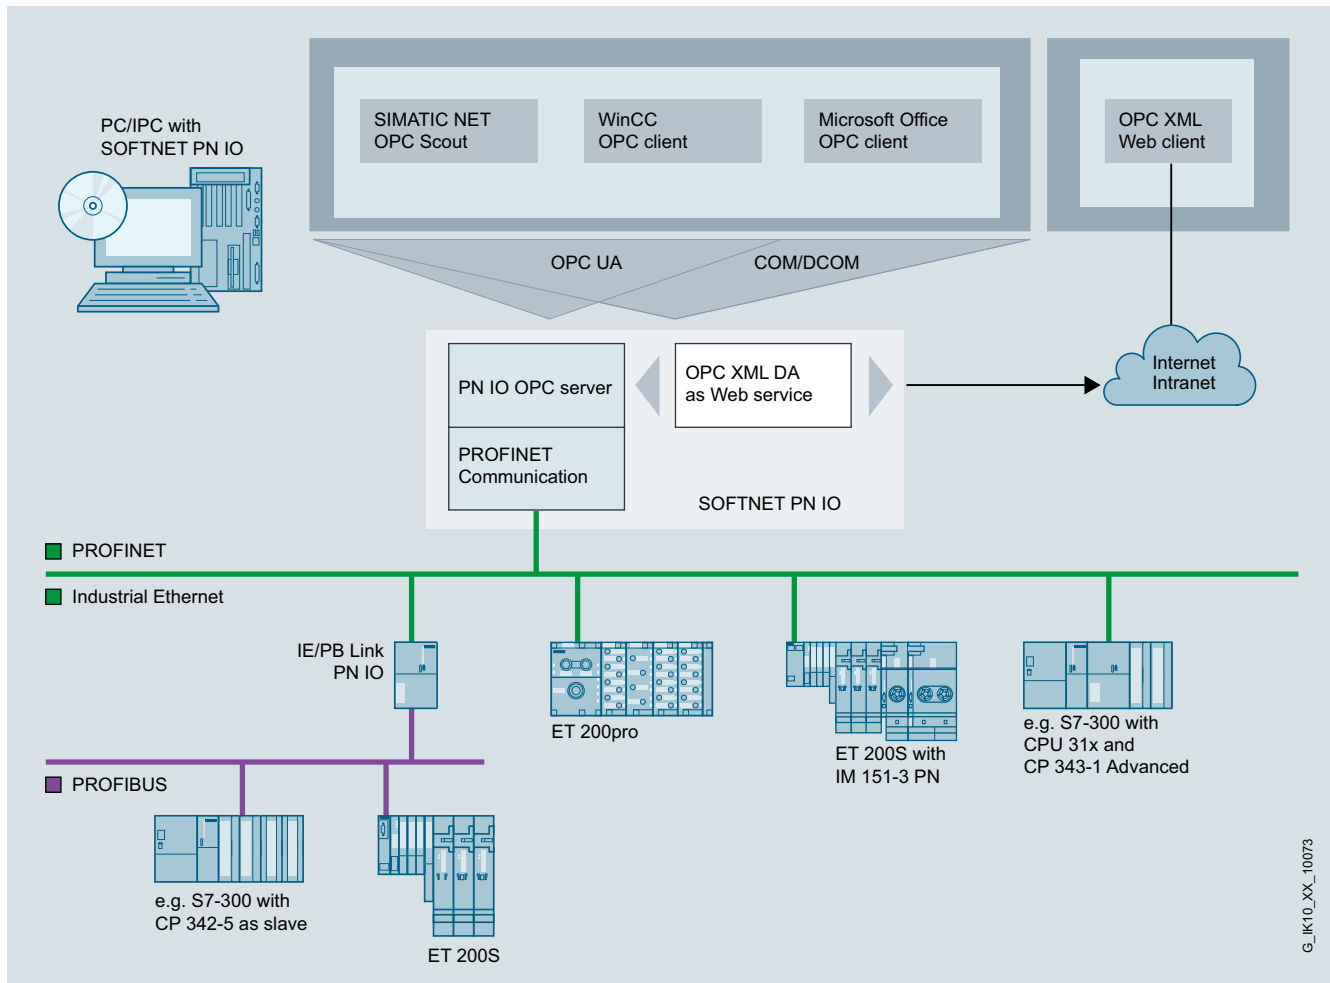 PC/IPC with
SOFTNET PN IO
SIMATIC NET
OPC Scout
WinCC
OPC client
Microsoft Office
OPC client
OPC XML
Web client
OPC UA
COM/DCOM
PN IO OPC server
OPC XML DA
as Web service
Internet
Intranet
PROFINET
Communication
SOFTNET PN IO
PROFINET
Industrial Ethernet
IE/PB Link
PN IO
ET 200pro
ET 200S with
IM 151-3 PN
e.g. S7-300 with
CPU 31x and
CP 343-1 Advanced
PROFIBUS
e.g. S7-300 with
CP 342-5 as slave
ET 200S
G_IK10_XX_10073